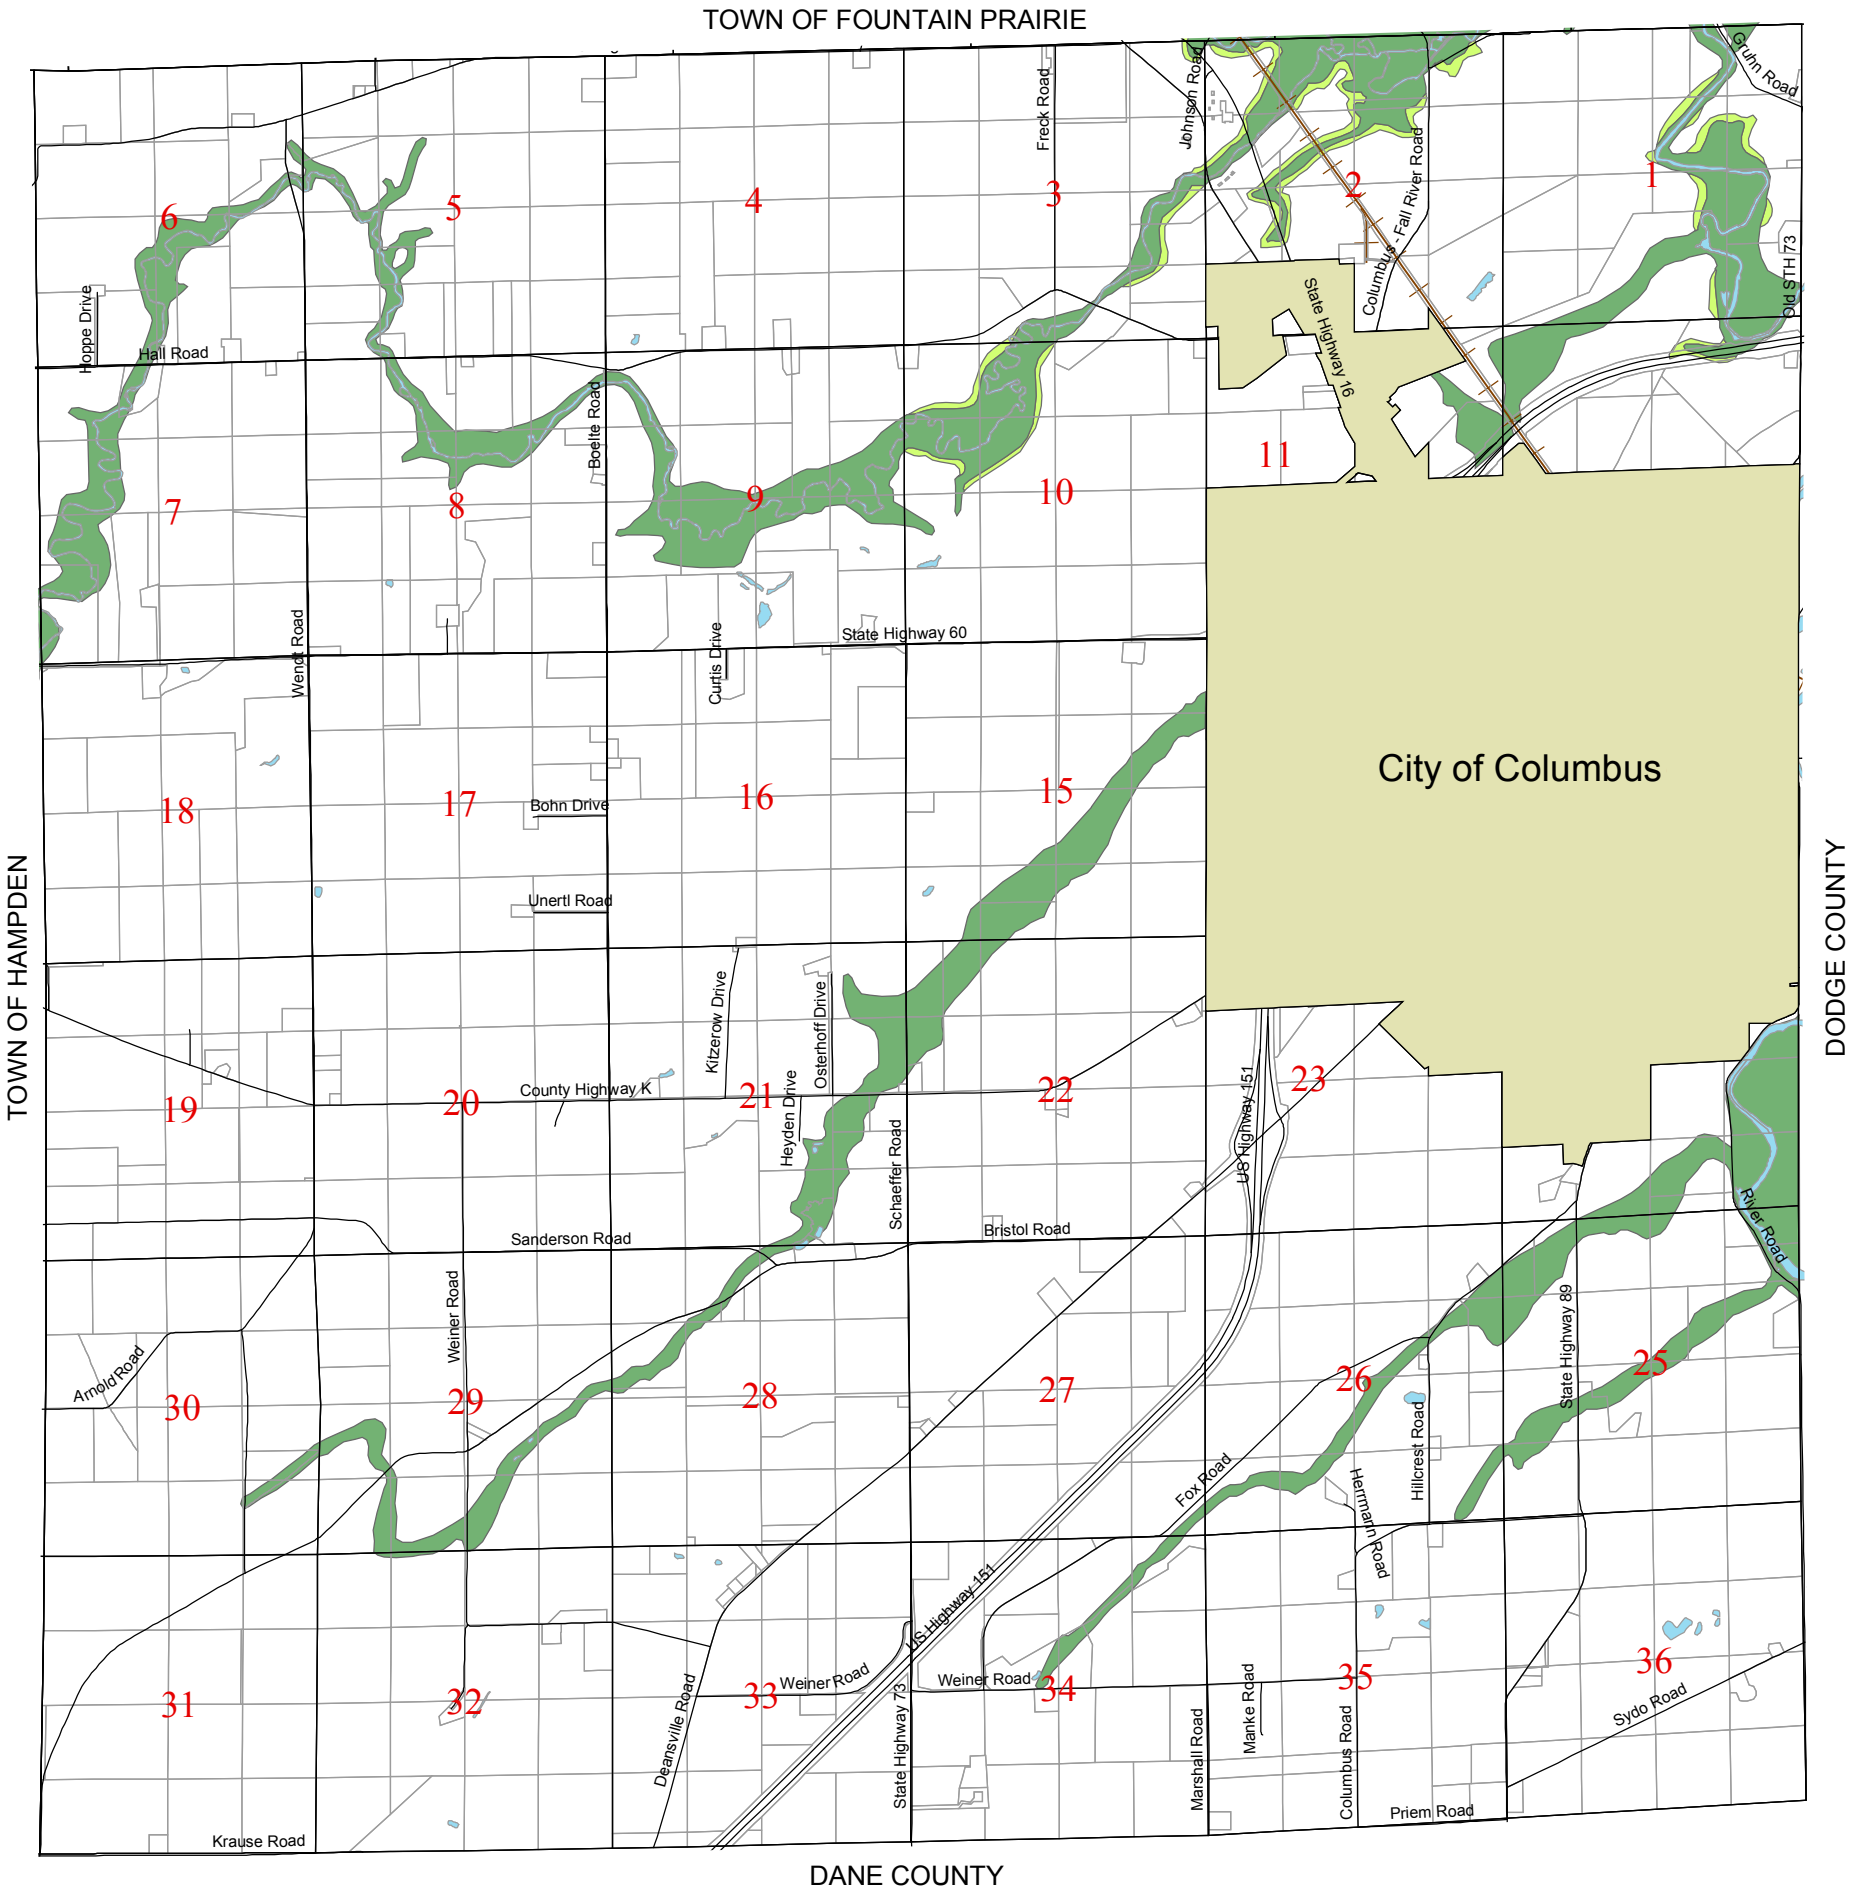 TOWN OF FOUNTAIN PRAIRIE
Gruhn Road
Johnson Road
Freck Road
Columbus - Fall River Road
6
5
4
3
2
1
Old STH 73
Hoppe Drive
Hall Road
State Highway 16
Boelte Road
7
8
9
10
11
Wendt Road
State Highway 60
Curtis Drive
City of Columbus
18
17
16
15
Bohn Drive
Unertl Road
TOWN OF HAMPDEN
DODGE COUNTY
Kitzerow Drive
Osterhoff Drive
County Highway K
Heyden Drive
Schaeffer Road
US Highway 151
19
20
21
22
23
River Road
Sanderson Road
Bristol Road
Weiner Road
State Highway 89
Arnold Road
30
29
28
27
26
25
Hillcrest Road
Fox Road
Herrmann Road
US Highway 151
Weiner Road
Weiner Road
31
32
33
34
35
36
Deansville Road
State Highway 73
Marshall Road
Manke Road
Columbus Road
Sydo Road
Priem Road
Krause Road
DANE COUNTY